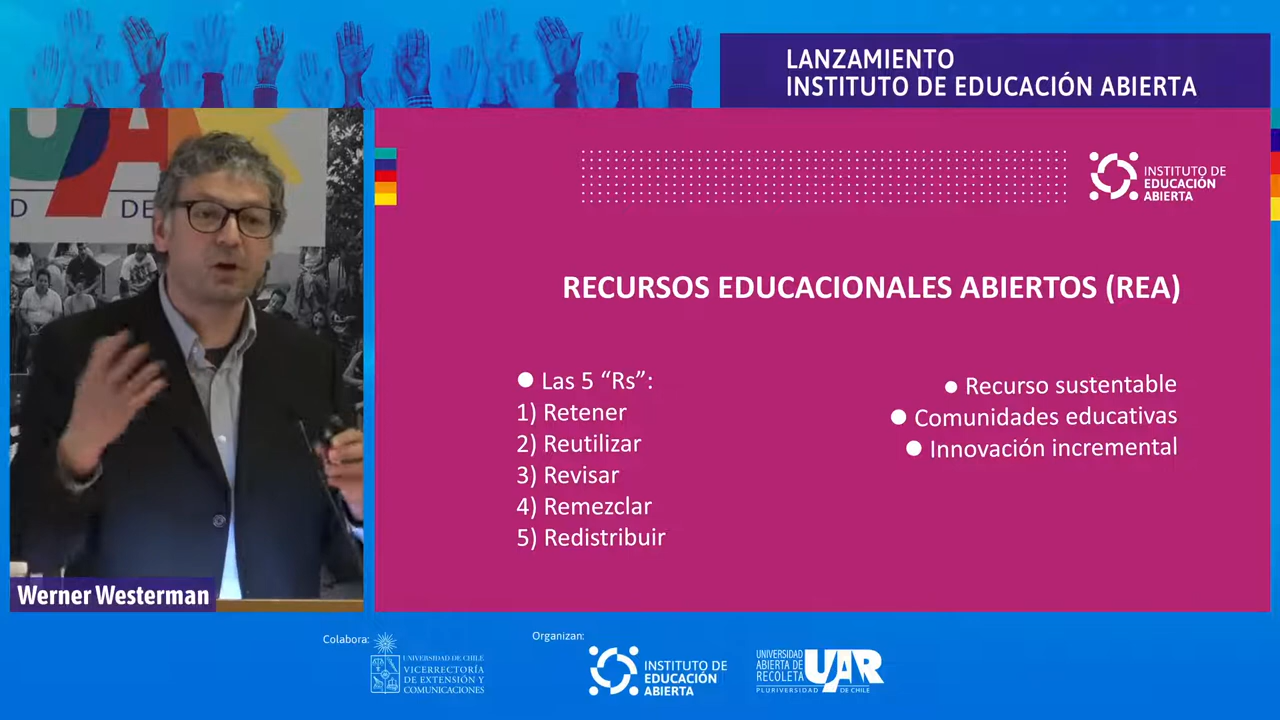 LANZAMIENTO
INSTITUTO DE EDUCACIÓN ABIERTA
UA
D
DE
INSTITUTO DE
EDUCACIÓN
ABIERTA
RECURSOS EDUCACIONALES ABIERTOS (REA)
● Las 5 “Rs”:
1) Retener
2) Reutilizar
3) Revisar
4) Remezclar
5) Redistribuir
● Recurso sustentable
● Comunidades educativas
● Innovación incremental
Werner Westerman
Colabora:
UNIVERSIDAD DE CHILE
VICERRECTORÍA
DE EXTENSIÓN Y
COMUNICACIONES
Organizan:
INSTITUTO DE
EDUCACIÓN
ABIERTA
UNIVERSIDAD
ABIERTA DE
RECOLETA
UAR
PLURIVERSIDAD DE CHILE